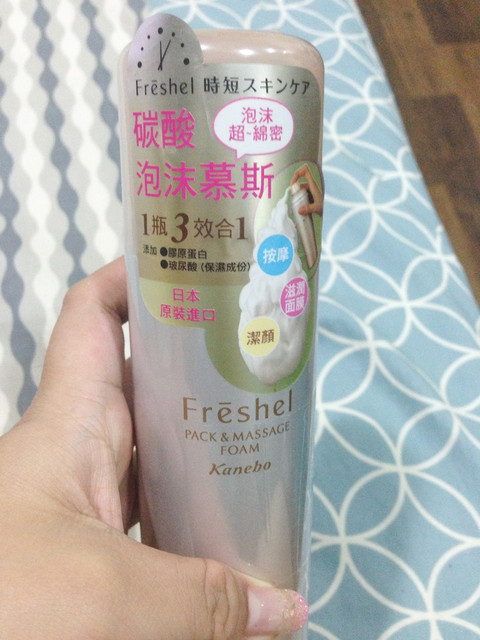 Frēshel 時短スキンケア
碳酸
泡沫慕斯
泡沫
超~綿密
1瓶3效合1
添加 ●膠原蛋白
●玻尿酸(保濕成份)
按摩
滋潤
面膜
潔顏
日本
原裝進口
Frēshel
PACK & MASSAGE
FOAM
Kanebo